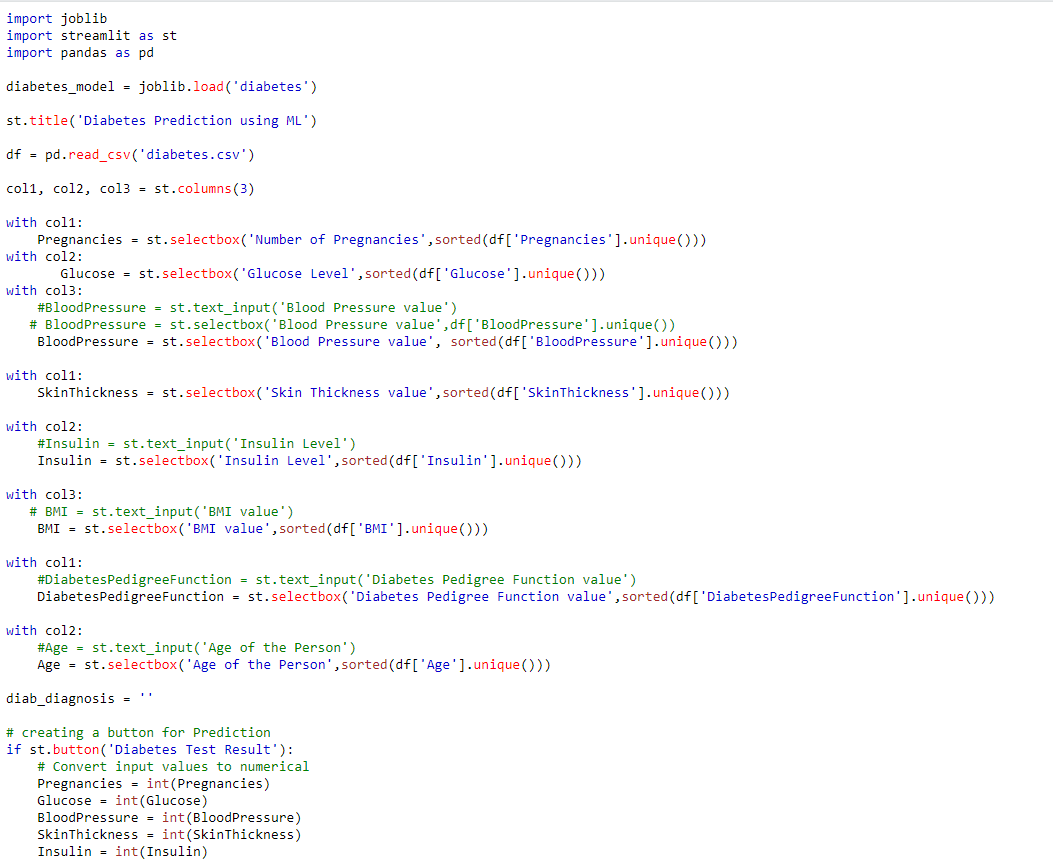 import joblib
import streamlit as st
import pandas as pd
diabetes_model = joblib.load('diabetes')
st.title('Diabetes Prediction using ML')
df = pd.read_csv('diabetes.csv')
col1, col2, col3 = st.columns(3)
with col1:
Pregnancies = st.selectbox('Number of Pregnancies',sorted(df['Pregnancies'].unique()))
with col2:
Glucose = st.selectbox('Glucose Level',sorted(df['Glucose'].unique()))
with col3:
#BloodPressure = st.text_input('Blood Pressure value')
# BloodPressure = st.selectbox('Blood Pressure value',df['BloodPressure'].unique())
BloodPressure = st.selectbox('Blood Pressure value', sorted(df['BloodPressure'].unique()))
with col1:
SkinThickness = st.selectbox('Skin Thickness value',sorted(df['SkinThickness'].unique()))
with col2:
#Insulin = st.text_input('Insulin Level')
Insulin = st.selectbox('Insulin Level',sorted(df['Insulin'].unique()))
with col3:
# BMI = st.text_input('BMI value')
BMI = st.selectbox('BMI value',sorted(df['BMI'].unique()))
with col1:
#DiabetesPedigreeFunction = st.text_input('Diabetes Pedigree Function value')
DiabetesPedigreeFunction = st.selectbox('Diabetes Pedigree Function value',sorted(df['DiabetesPedigreeFunction'].unique()))
with col2:
#Age = st.text_input('Age of the Person')
Age = st.selectbox('Age of the Person',sorted(df['Age'].unique()))
diab_diagnosis = ''
# creating a button for Prediction
if st.button('Diabetes Test Result'):
# Convert input values to numerical
Pregnancies = int(Pregnancies)
Glucose = int(Glucose)
BloodPressure = int(BloodPressure)
SkinThickness = int(SkinThickness)
Insulin = int(Insulin)